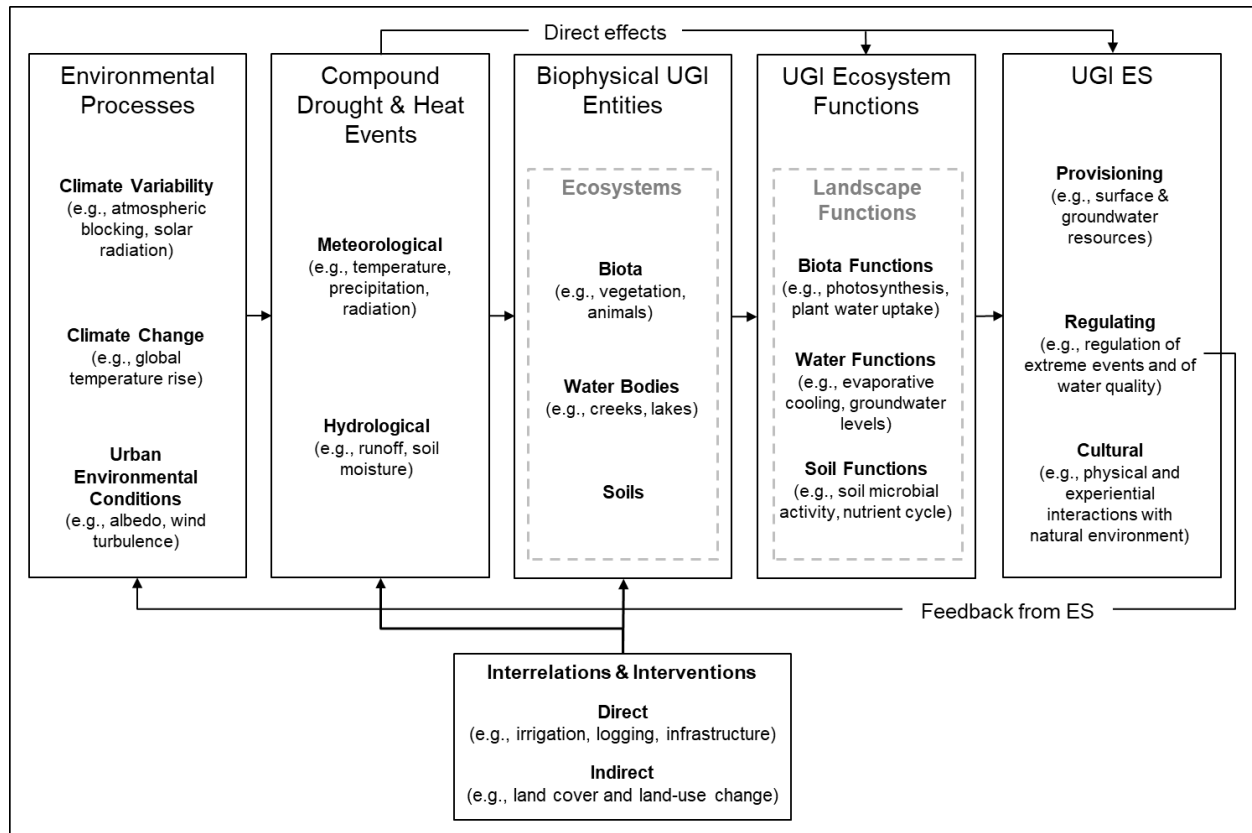 Direct effects
Environmental
Processes
Climate Variability
(e.g., atmospheric
blocking, solar
radiation)
Climate Change
(e.g., global
temperature rise)
Urban
Environmental
Conditions
(e.g., albedo, wind
turbulence)
Compound
Drought & Heat
Events
Meteorological
(e.g., temperature,
precipitation,
radiation)
Hydrological
(e.g., runoff, soil
moisture)
Biophysical UGI
Entities
Ecosystems
Biota
(e.g., vegetation,
animals)
Water Bodies
(e.g., creeks, lakes)
Soils
UGI Ecosystem
Functions
Landscape
Functions
Biota Functions
(e.g., photosynthesis,
plant water uptake)
Water Functions
(e.g., evaporative
cooling, groundwater
levels)
Soil Functions
(e.g., soil microbial
activity, nutrient cycle)
UGI ES
Provisioning
(e.g., surface &
groundwater
resources)
Regulating
(e.g., regulation of
extreme events and of
water quality)
Cultural
(e.g., physical and
experiential
interactions with
natural environment)
Feedback from ES
Interrelations & Interventions
Direct
(e.g., irrigation, logging, infrastructure)
Indirect
(e.g., land cover and land-use change)